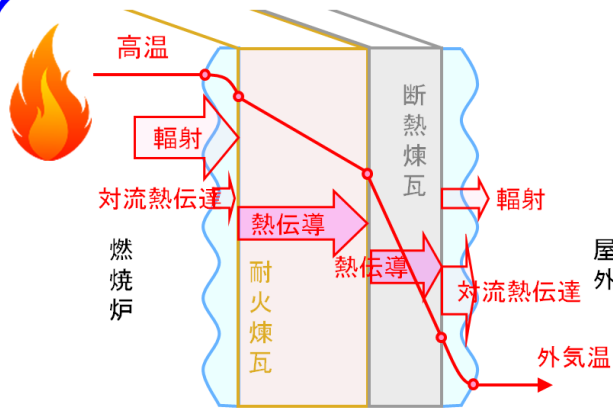 高温
輻射
対流熱伝達
熱伝導
燃焼炉
耐火煉瓦
断熱煉瓦
熱伝導
輻射
対流熱伝達
屋外
外気温